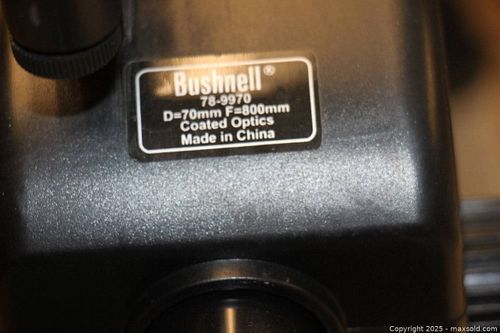 Bushnell®
78-9970
D=70mm F=800mm
Coated Optics
Made in China
Copyright © 2025 - maxsold.com